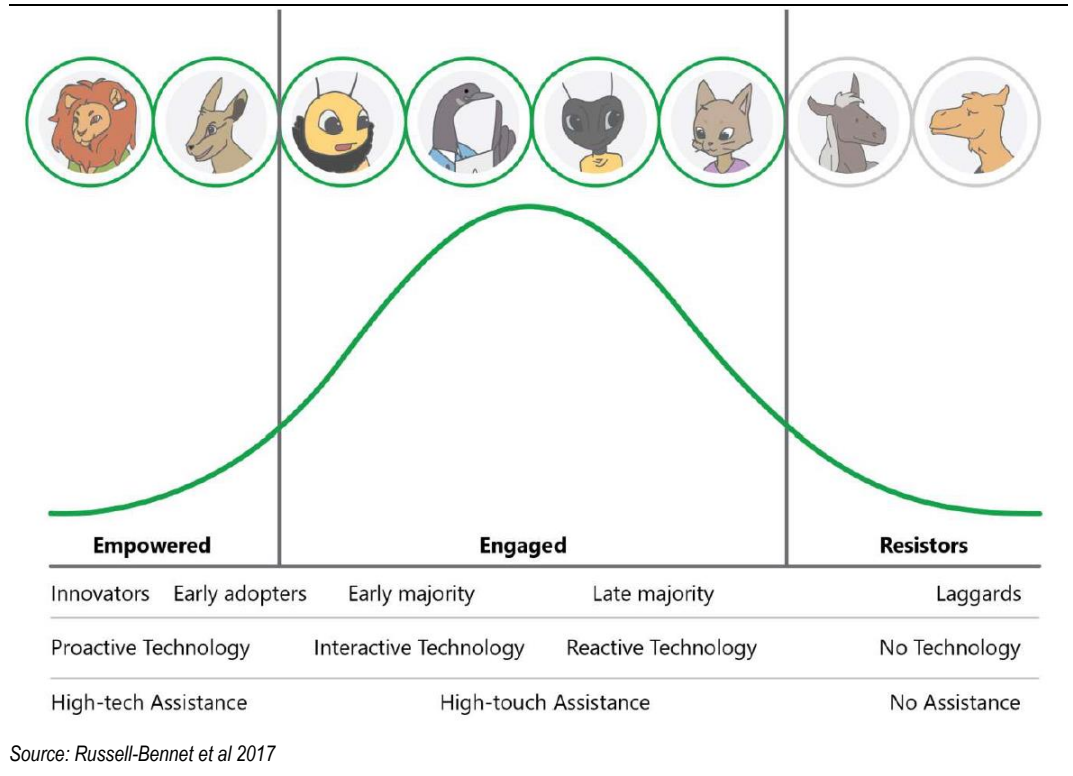 Empowered Engaged Resistors
Innovators Early adopters Early majority Late majority Laggards
Proactive Technology Interactive Technology Reactive Technology No Technology
High-tech Assistance High-touch Assistance No Assistance
Source: Russell-Bennet et al 2017